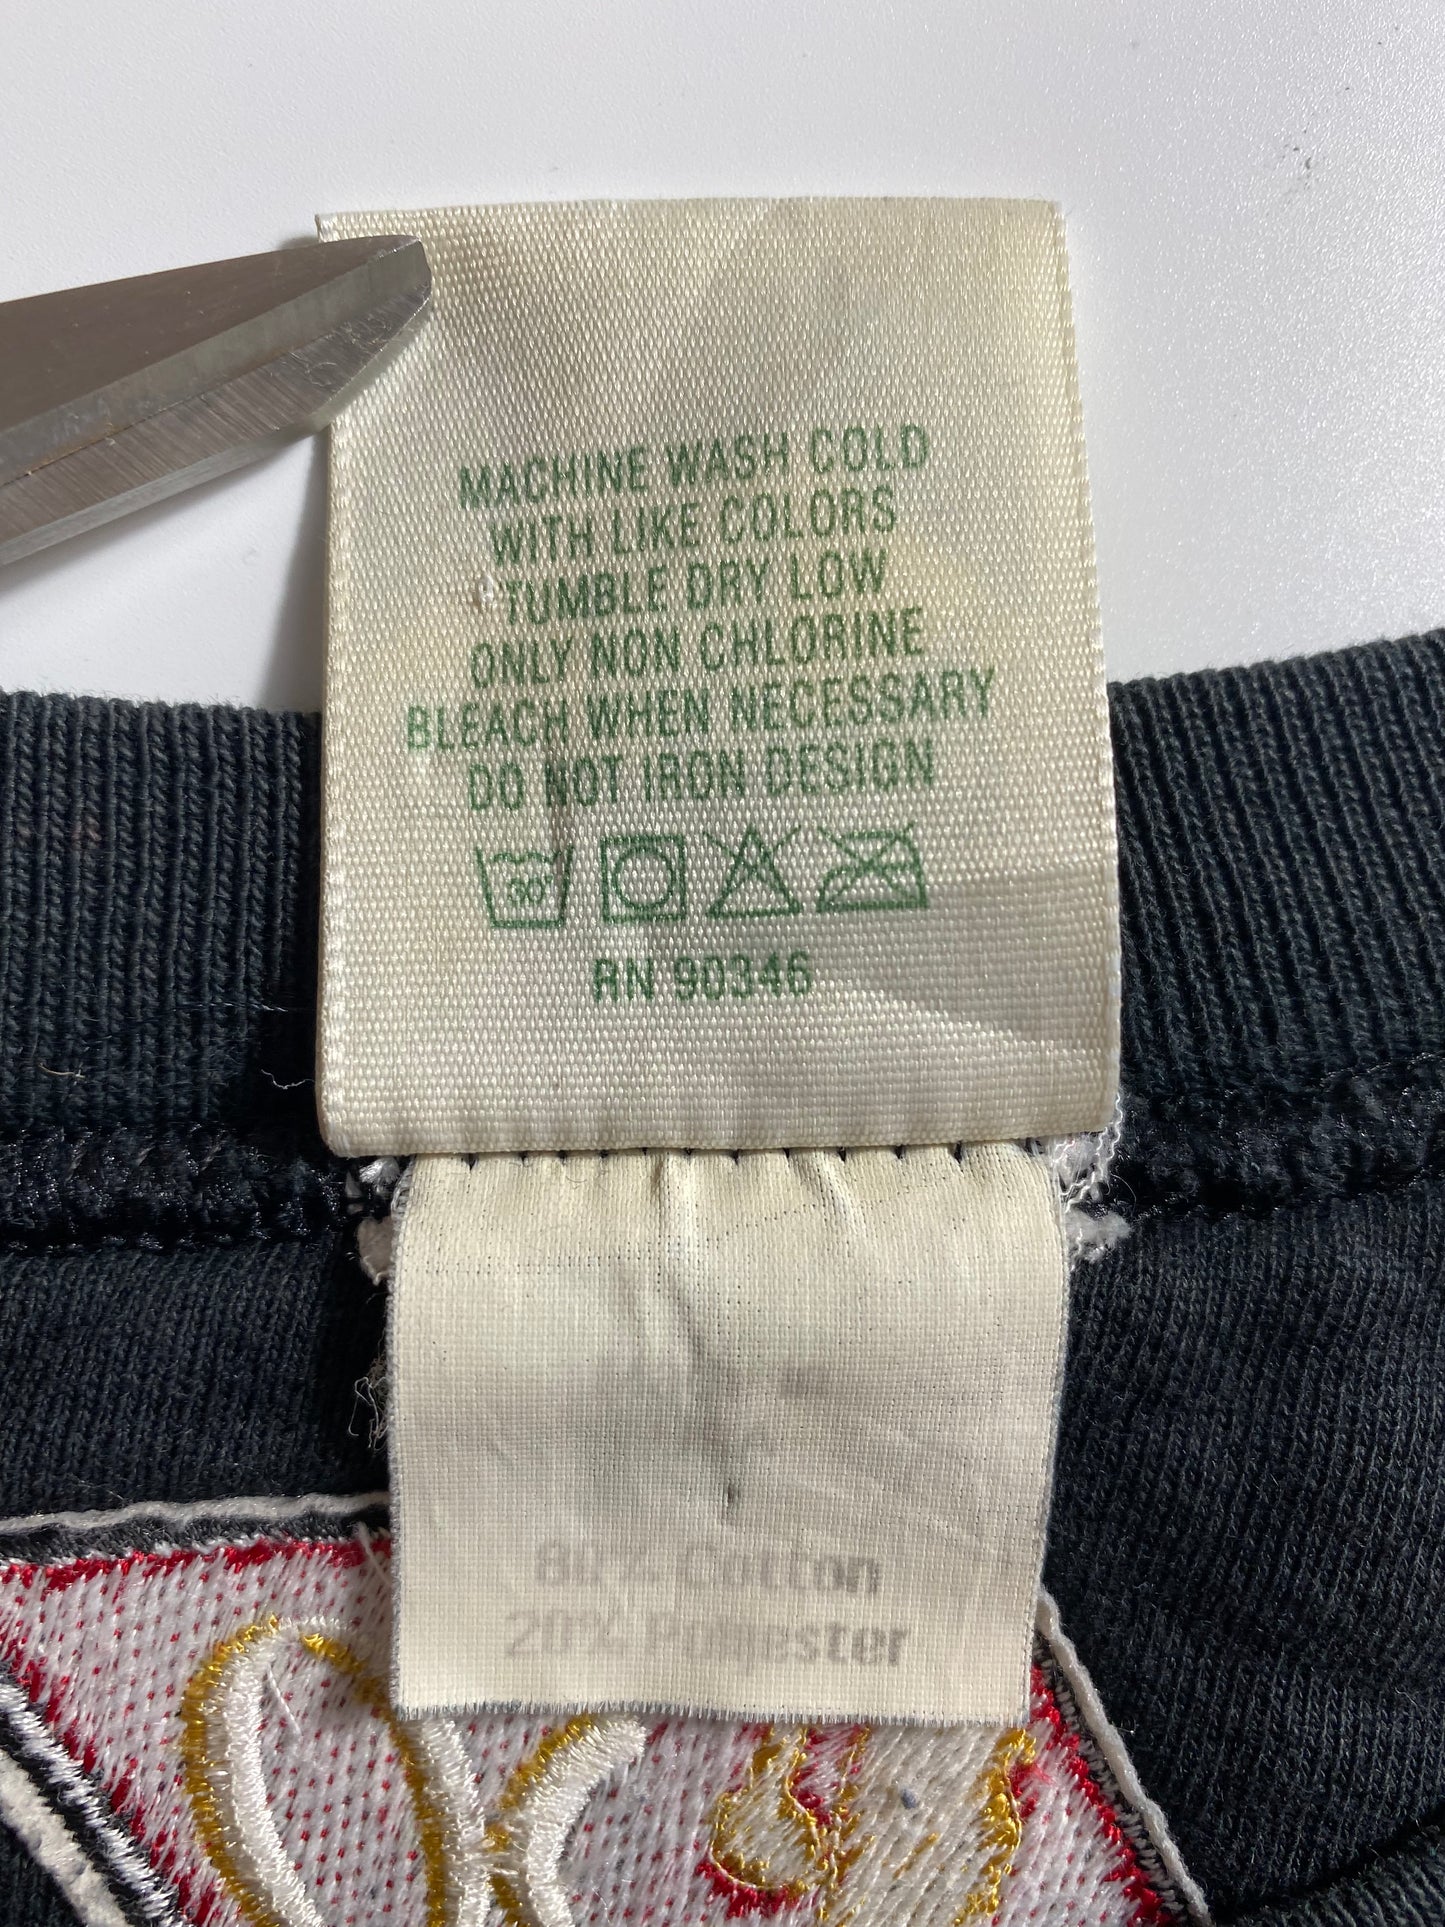 MACHINE WASH COLD
WITH LIKE COLORS
TUMBLE DRY LOW
ONLY NON CHLORINE
BLEACH WHEN NECESSARY
DO NOT IRON DESIGN
30°
RN 90346
Cotton
20% Polyester